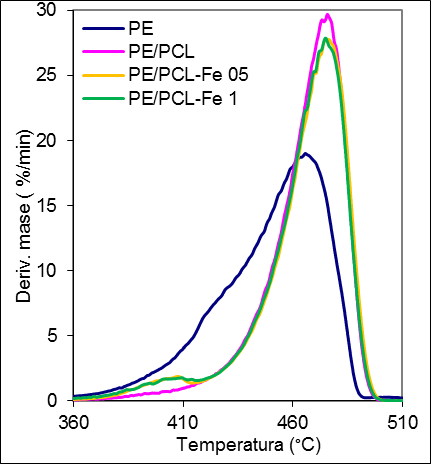 30
25
20
15
10
5
0
Deriv. mase ( %/min)
PE
PE/PCL
PE/PCL-Fe 05
PE/PCL-Fe 1
360
410
460
510
Temperatura (°C)